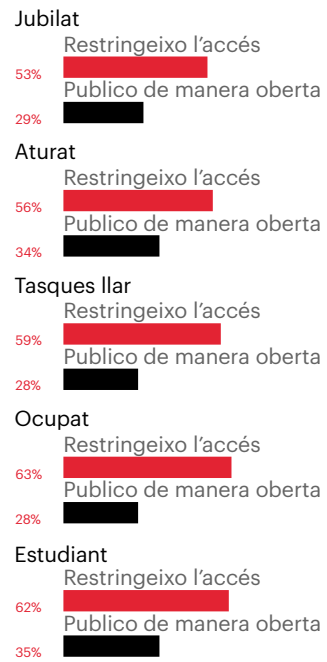 Jubilat
Restringeixo l’accés
53%
Publico de manera oberta
29%
Aturat
Restringeixo l’accés
56%
Publico de manera oberta
34%
Tasques llar
Restringeixo l’accés
59%
Publico de manera oberta
28%
Ocupat
Restringeixo l’accés
63%
Publico de manera oberta
28%
Estudiant
Restringeixo l’accés
62%
Publico de manera oberta
35%